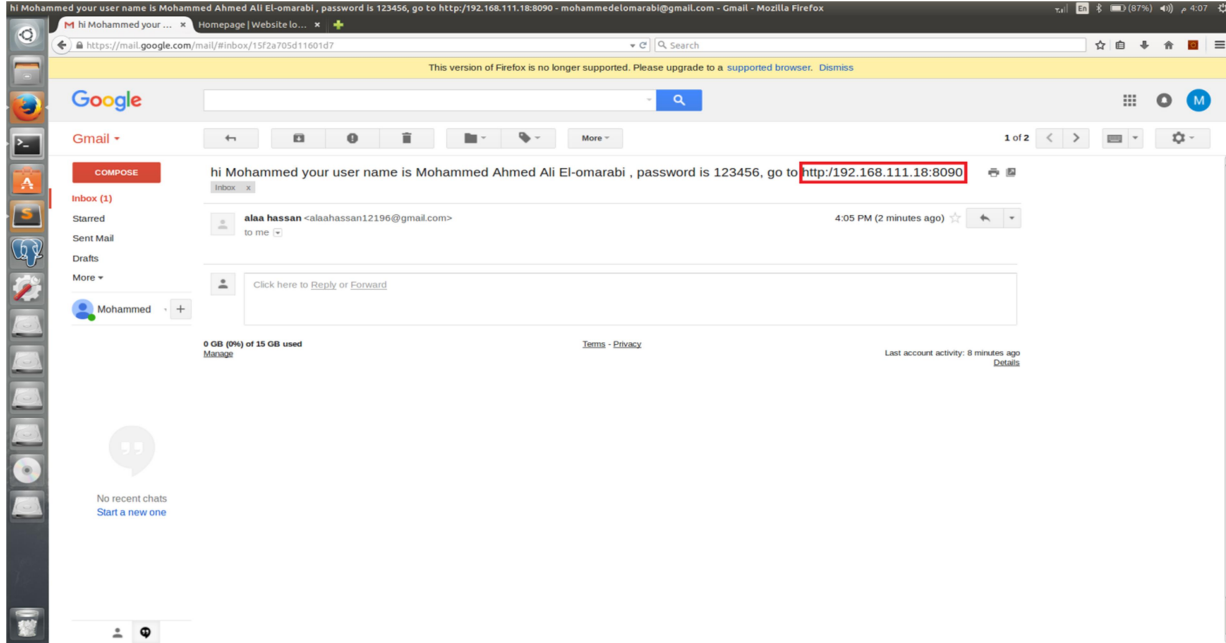 hi Mohammed your user name is Mohammed Ahmed Ali El-omarabi , password is 123456, go to http:/192.168.111.18:8090 - mohammedelomarabi@gmail.com - Gmail - Mozilla Firefox
En (87%) 4:07 م
hi Mohammed your ... × Homepage | Website lo... ×
https://mail.google.com/mail/#inbox/15f2a705d11601d7
Search
This version of Firefox is no longer supported. Please upgrade to a supported browser. Dismiss
Google
M
Gmail
More
1 of 2
COMPOSE
Inbox (1)
Starred
Sent Mail
Drafts
More
Mohammed
hi Mohammed your user name is Mohammed Ahmed Ali El-omarabi , password is 123456, go to http:/192.168.111.18:8090
Inbox x
alaa hassan <alaahassan12196@gmail.com>
4:05 PM (2 minutes ago)
to me
Click here to Reply or Forward
0 GB (0%) of 15 GB used
Manage
Terms - Privacy
Last account activity: 8 minutes ago
Details
No recent chats
Start a new one